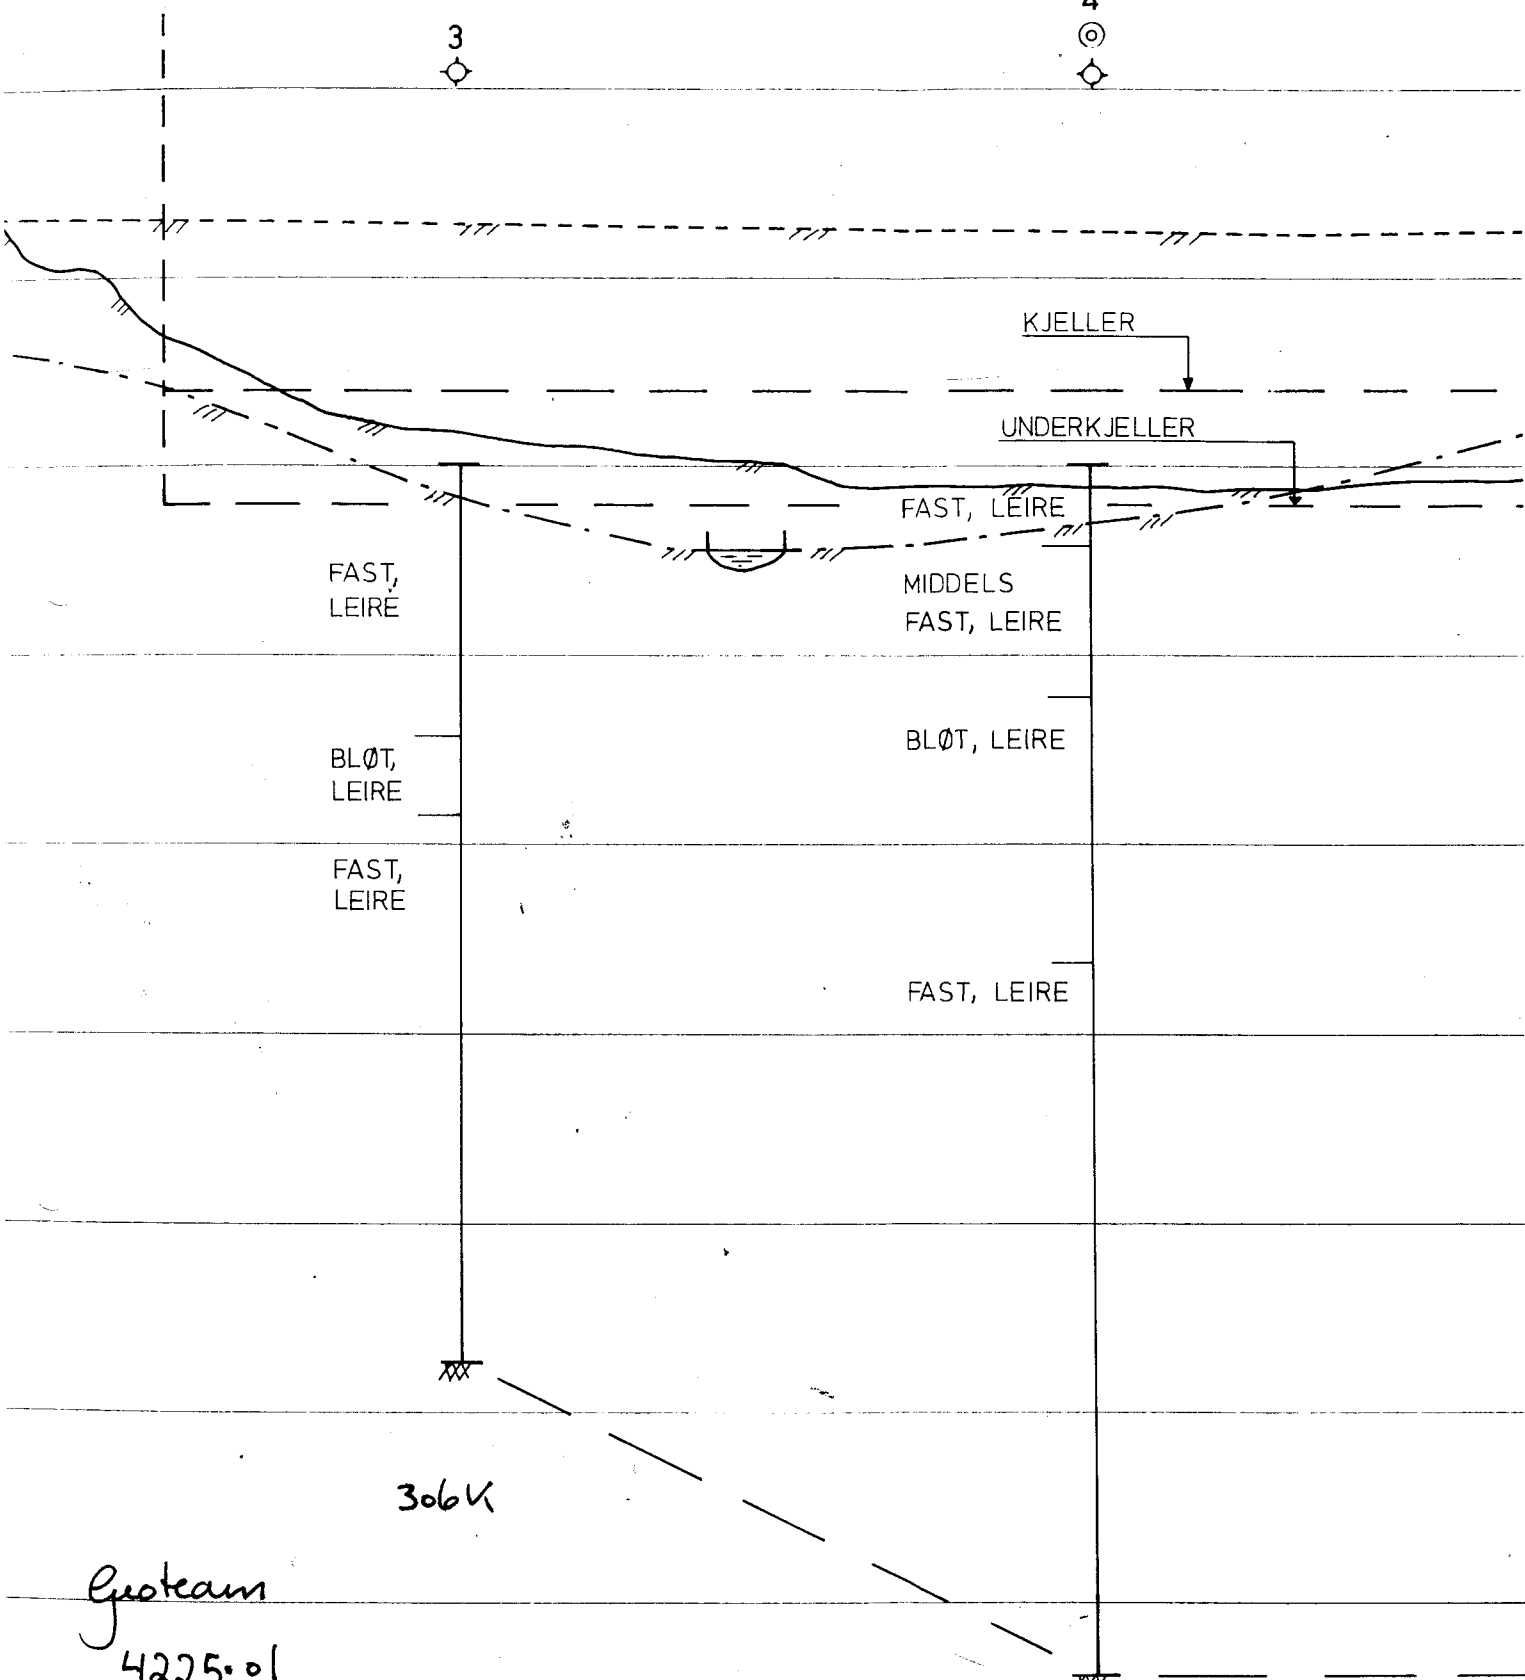 3
4
KJELLER
UNDERKJELLER
FAST, LEIRE
FAST,
LEIRE
MIDDELS
FAST, LEIRE
BLØT,
LEIRE
BLØT, LEIRE
FAST,
LEIRE
FAST, LEIRE
306K
Geoteam
4225.01